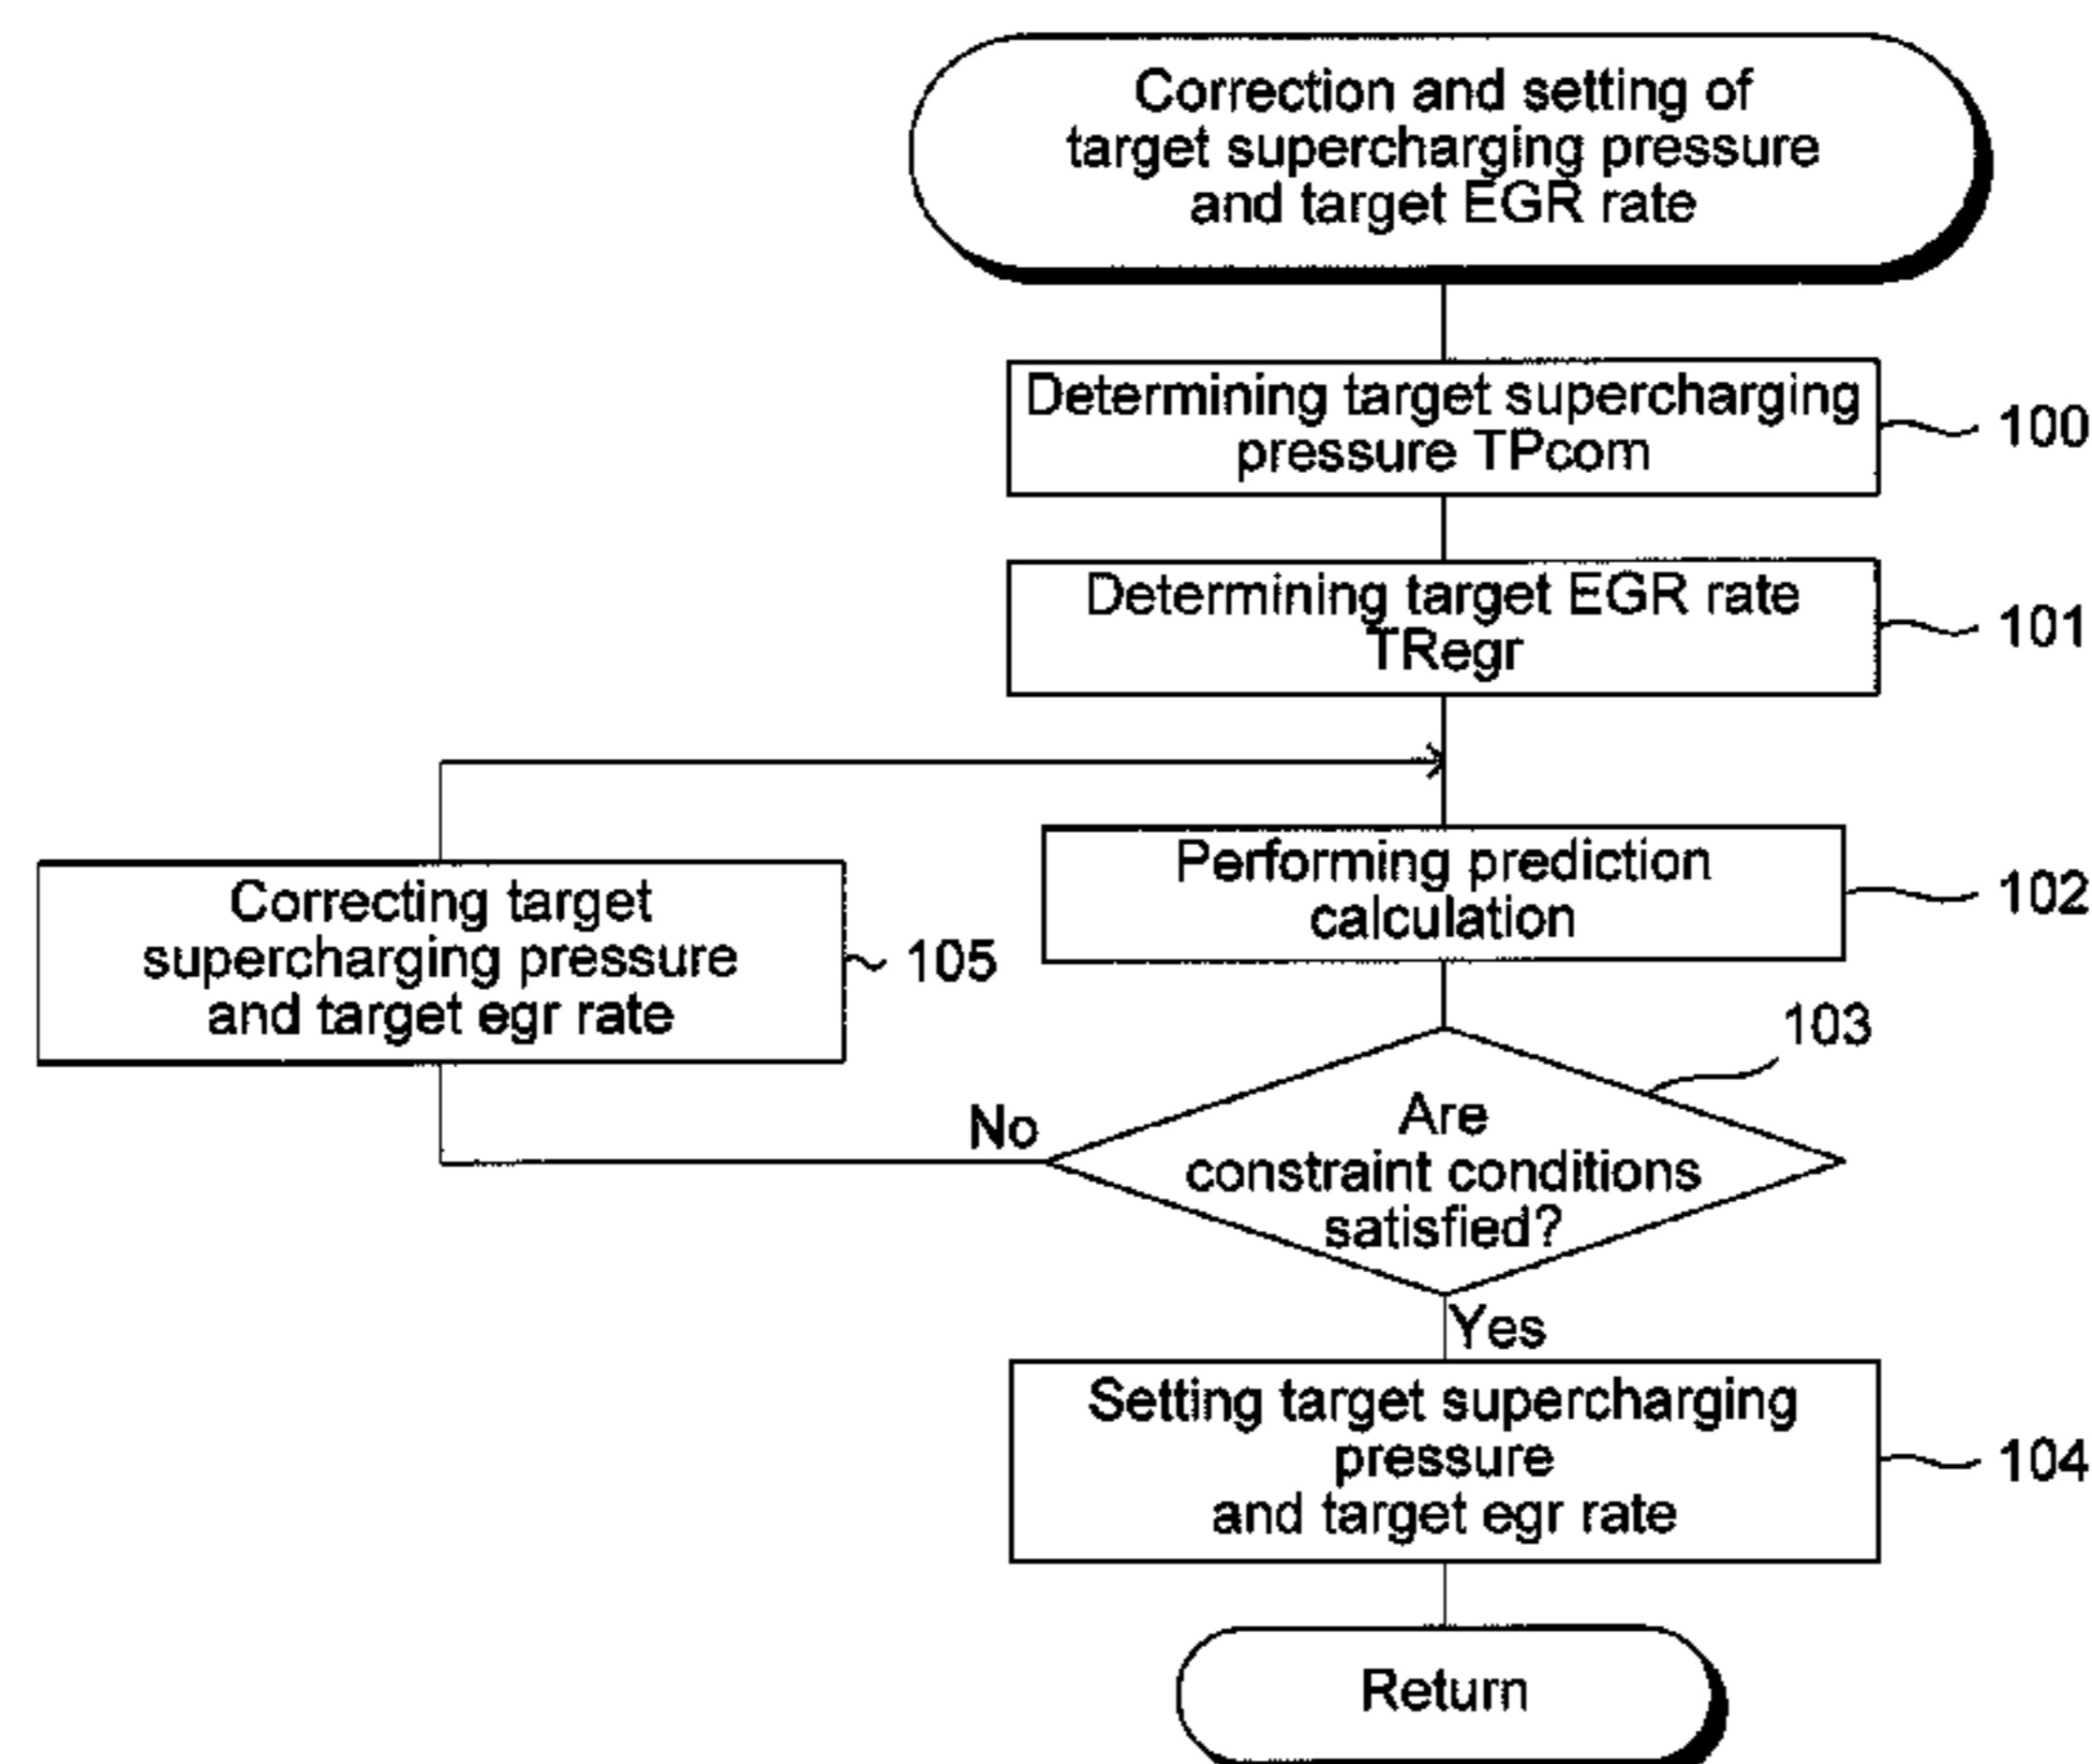 Correction and setting of
target supercharging pressure
and target EGR rate
Determining target supercharging
pressure TPcom
100
Determining target EGR rate
TRegr
101
Performing prediction
calculation
102
Correcting target
supercharging pressure
and target egr rate
105
103
Are
constraint conditions
satisfied?
No
Yes
Setting target supercharging
pressure
and target egr rate
104
Return